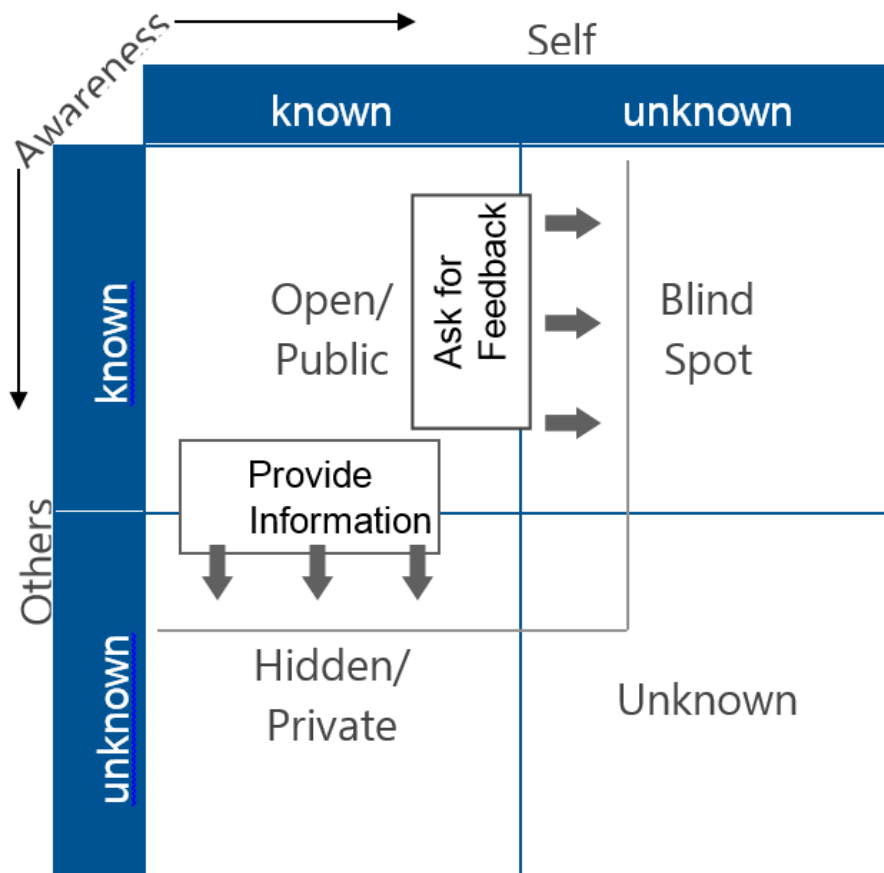 Awareness
Self
known
unknown
known
Open/
Public
Ask for
Feedback
Blind
Spot
Provide
Information
Others
unknown
Hidden/
Private
Unknown